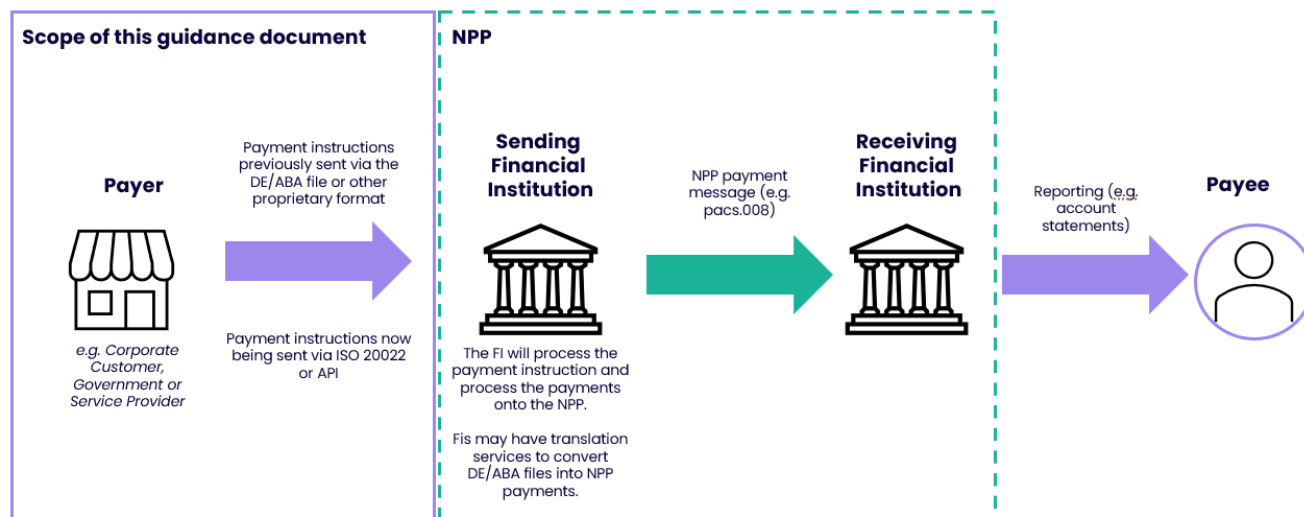 Scope of this guidance document
NPP
Payer
e.g. Corporate
Customer,
Government or
Service Provider
Payment instructions
previously sent via the
DE/ABA file or other
proprietary format
Payment instructions now
being sent via ISO 20022
or API
Sending
Financial
Institution
The FI will process the
payment instruction and
process the payments
onto the NPP.
Fis may have translation
services to convert
DE/ABA files into NPP
payments.
NPP payment
message (e.g.
pacs.008)
Receiving
Financial
Institution
Reporting (e.g.
account
statements)
Payee